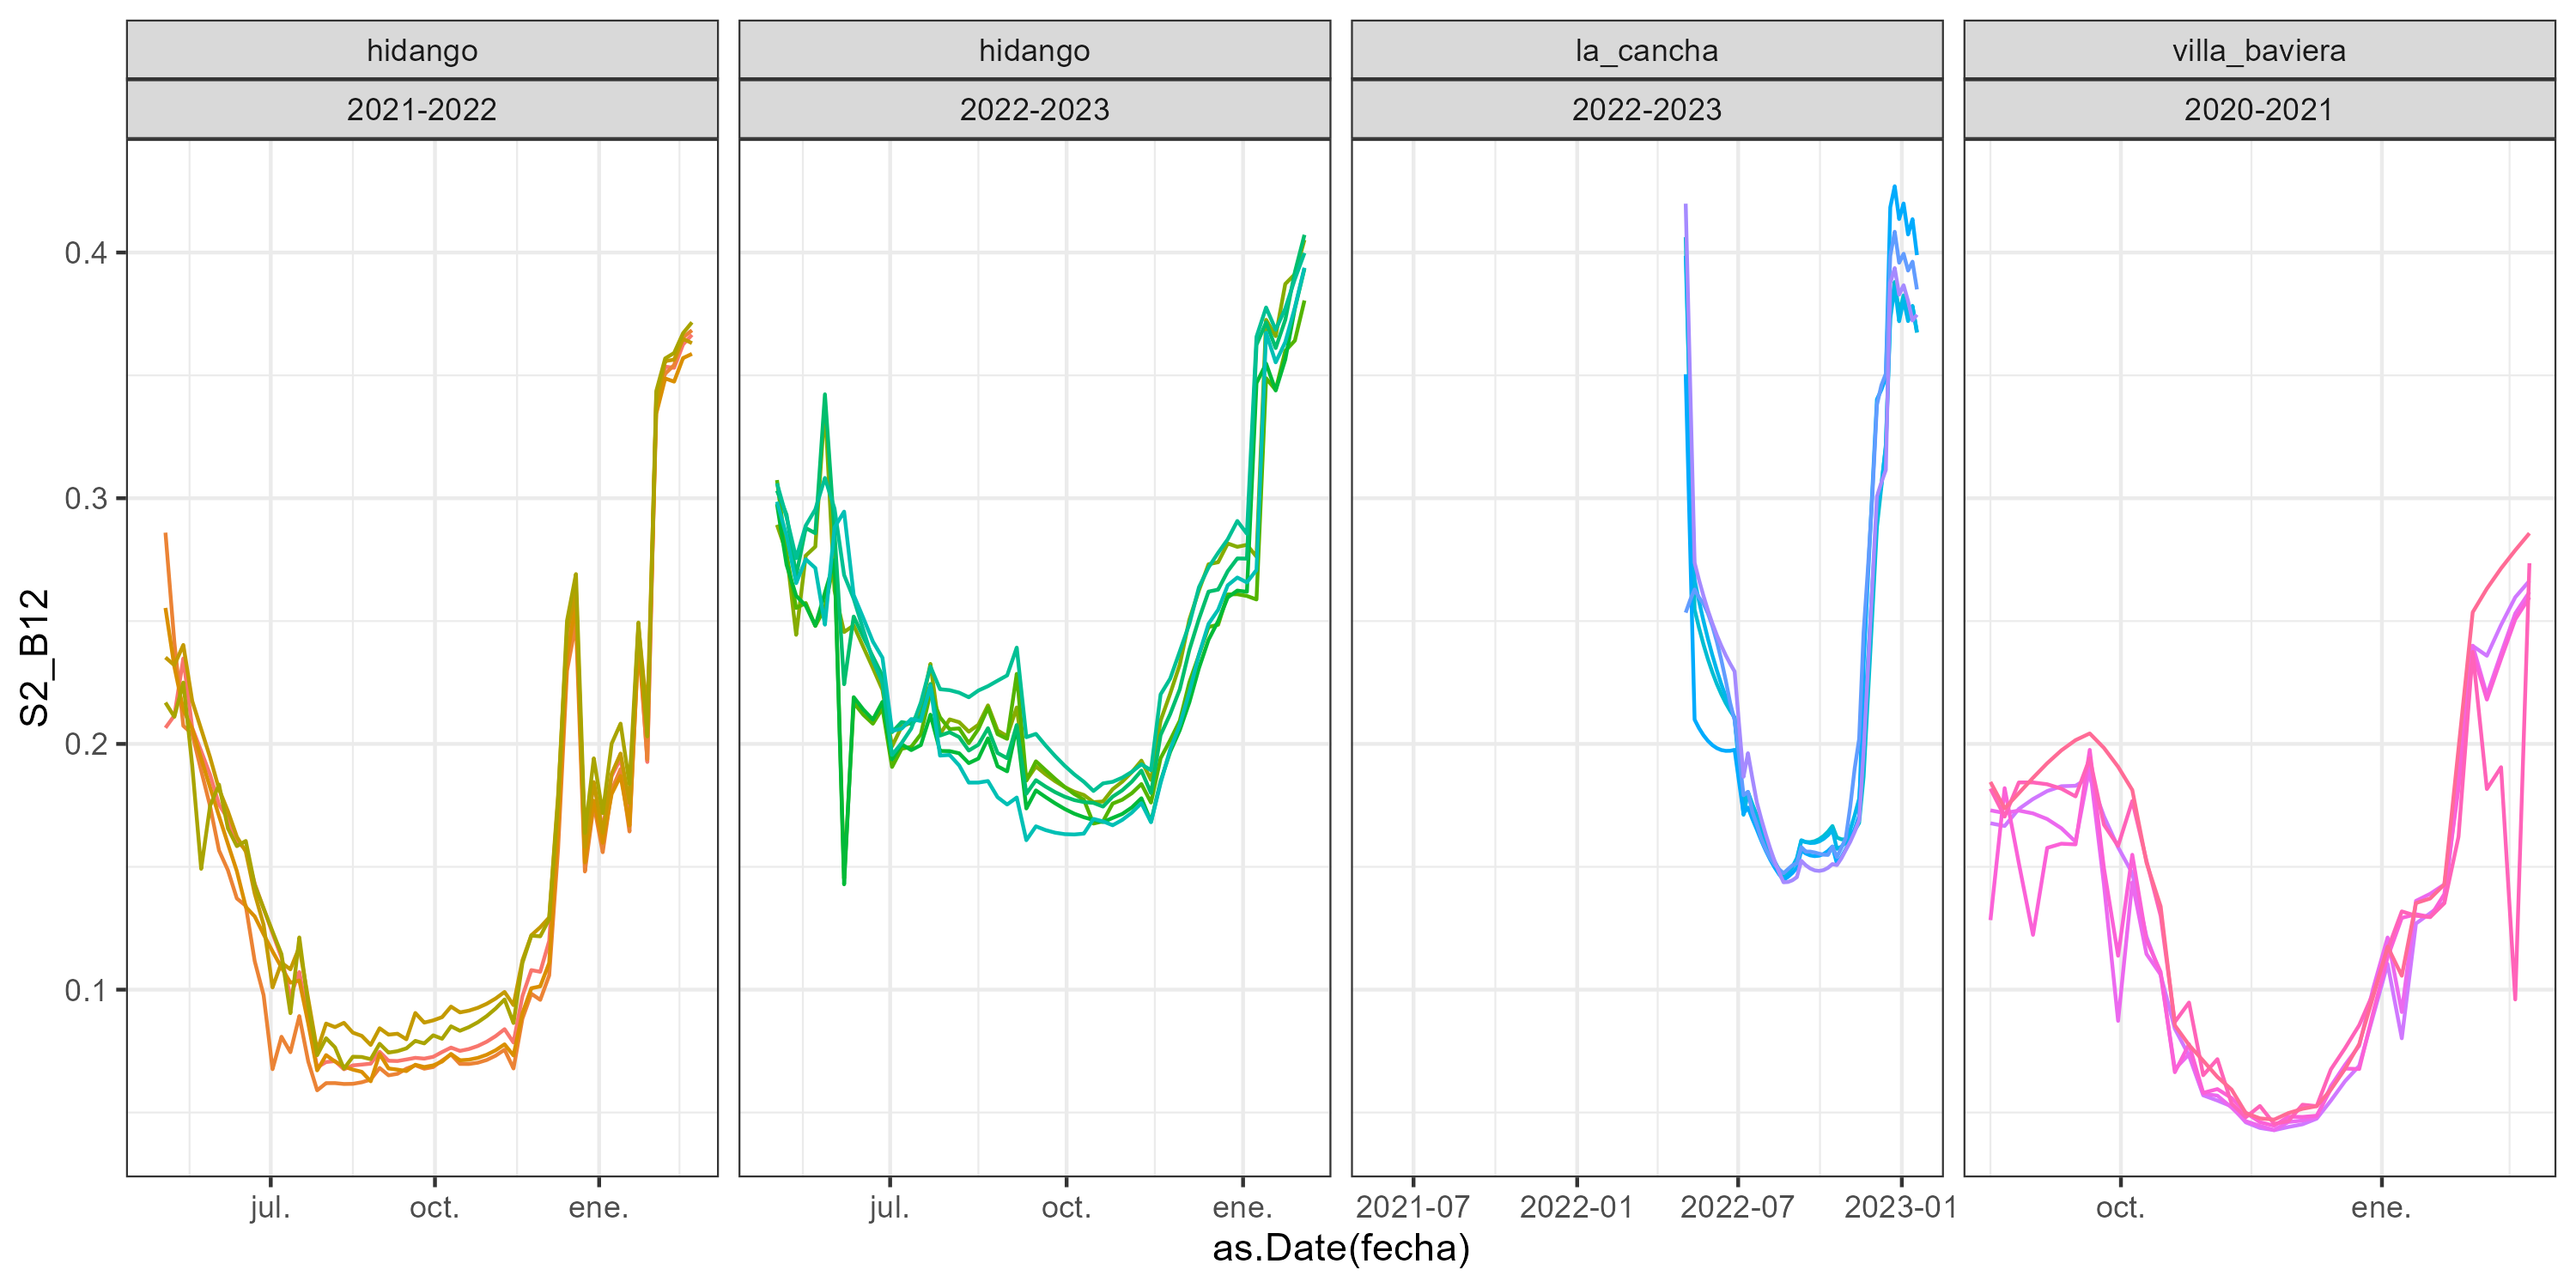 hidango hidango la_cancha villa_baviera
2021-2022 2022-2023 2022-2023 2020-2021
0.4
0.3
0.2
0.1
S2_B12
jul. oct. ene. jul. oct. ene. 2021-07 2022-01 2022-07 2023-01 oct. ene.
as.Date(fecha)